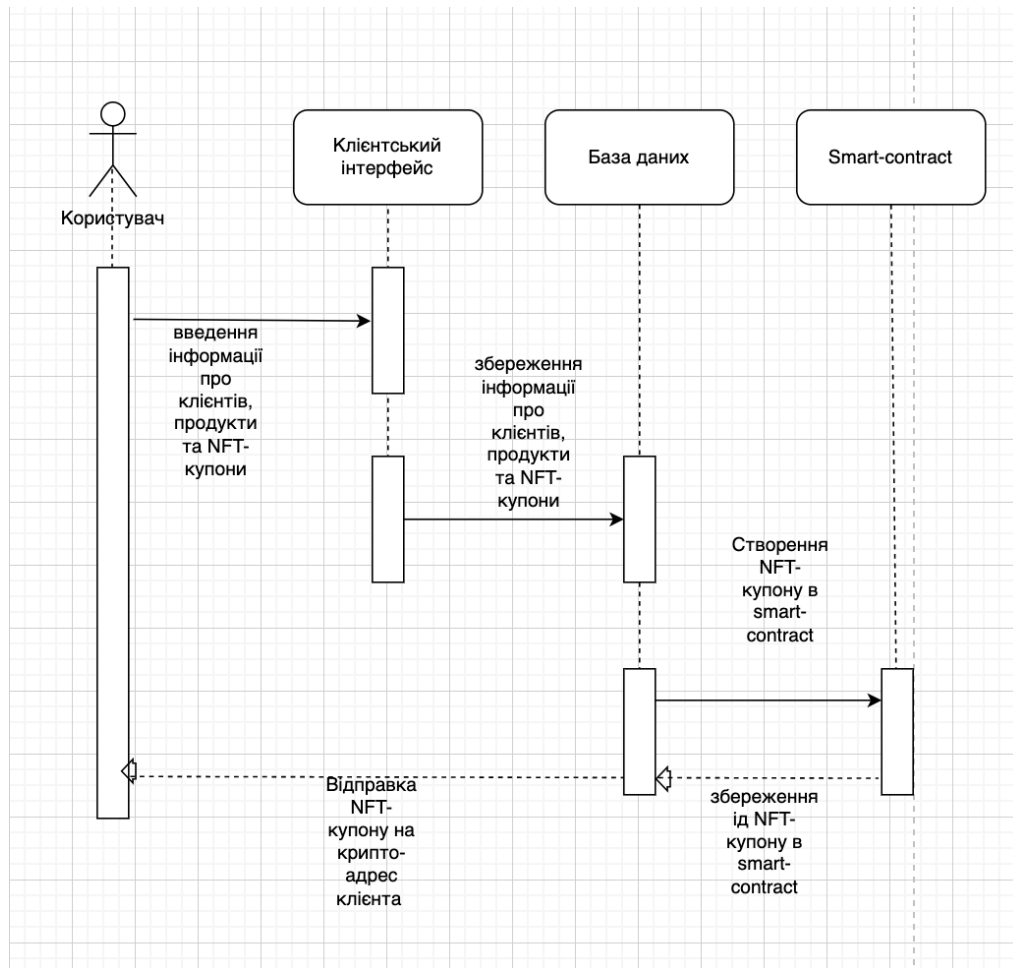 Користувач
Клієнтський
інтерфейс
База даних
Smart-contract
введення
інформації
про
клієнтів,
продукти
та NFT-
купони
збереження
інформації
про
клієнтів,
продукти
та NFT-
купони
Створення
NFT-
купону в
smart-
contract
Відправка
NFT-
купону на
крипто-
адрес
клієнта
збереження
ід NFT-
купону в
smart-
contract